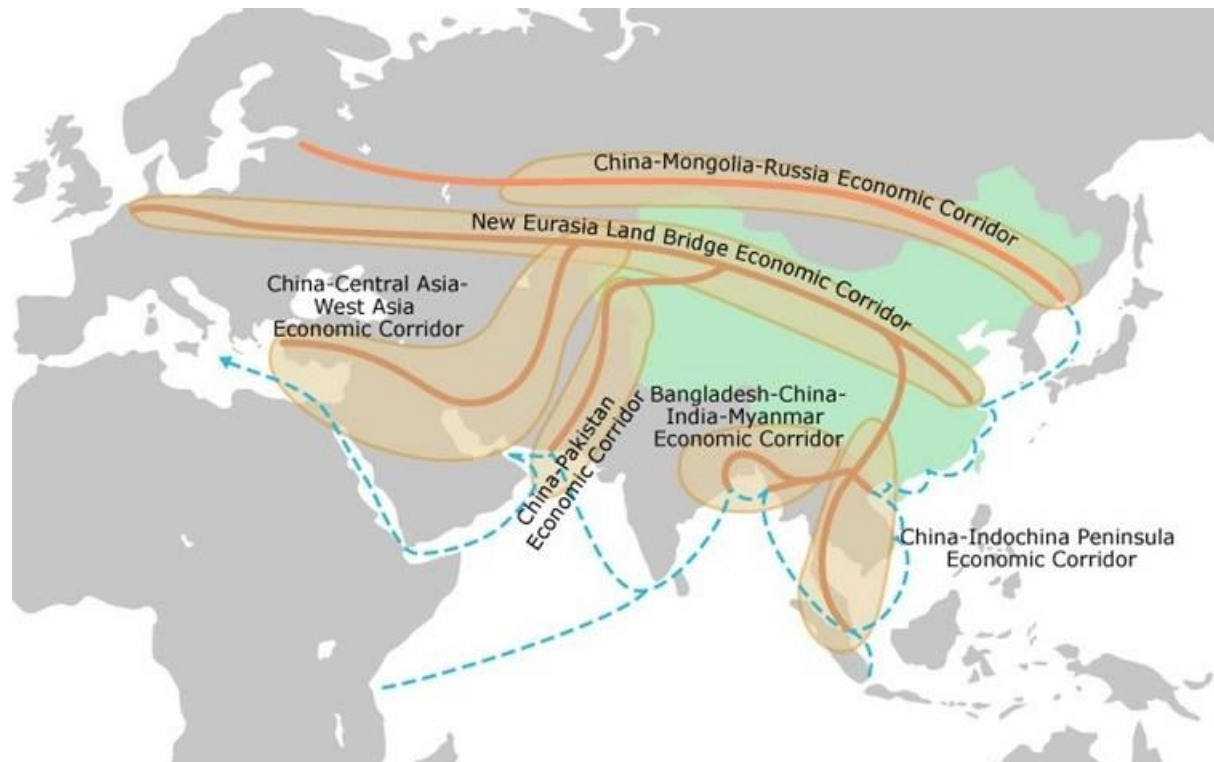 China-Mongolia-Russia Economic Corridor
New Eurasia Land Bridge Economic Corridor
China-Central Asia-
West Asia
Economic Corridor
China-Pakistan
Economic Corridor
Bangladesh-China-
India-Myanmar
Economic Corridor
China-Indochina Peninsula
Economic Corridor